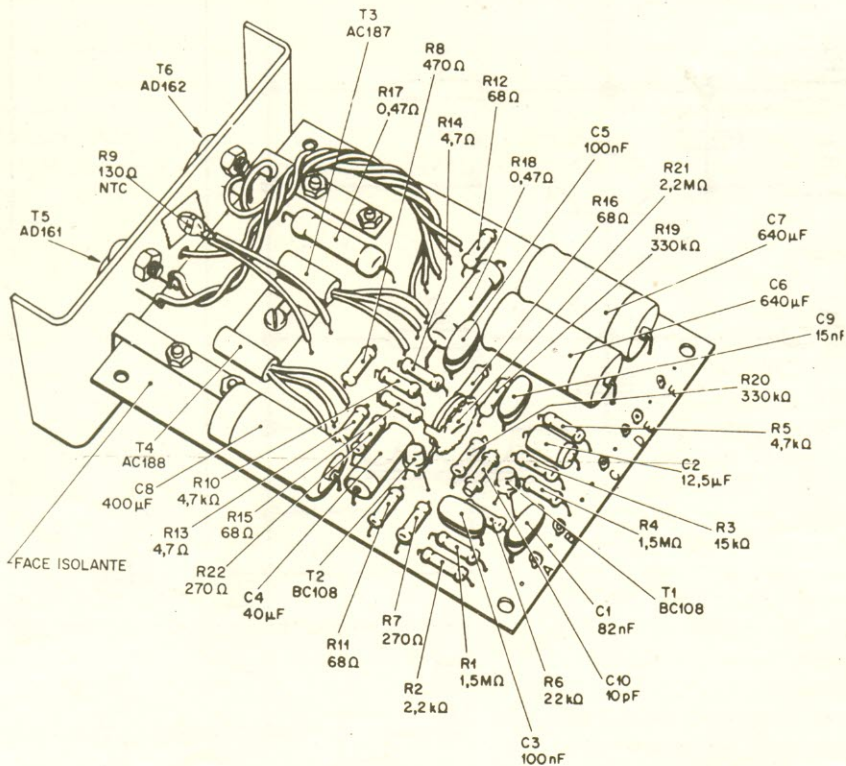 T3
AC187
R8
470Ω
T6
AD162
R17
0,47Ω
R12
68Ω
R14
4,7Ω
C5
100nF
R18
0,47Ω
R21
2,2MΩ
R9
130Ω
NTC
R16
68Ω
R19
330kΩ
C7
640µF
T5
AD161
C6
640µF
C9
15nF
R20
330kΩ
R5
4,7kΩ
C2
12,5µF
T4
AC188
C8
400µF
R10
4,7kΩ
R13
4,7Ω
R15
68Ω
R3
15kΩ
R4
1,5MΩ
FACE ISOLANTE
R22
270Ω
T2
BC108
C4
40µF
T1
BC108
C1
82nF
R11
68Ω
R7
270Ω
R1
1,5MΩ
R6
22kΩ
C10
10pF
R2
2,2kΩ
C3
100nF
F
E
D
C
B
A